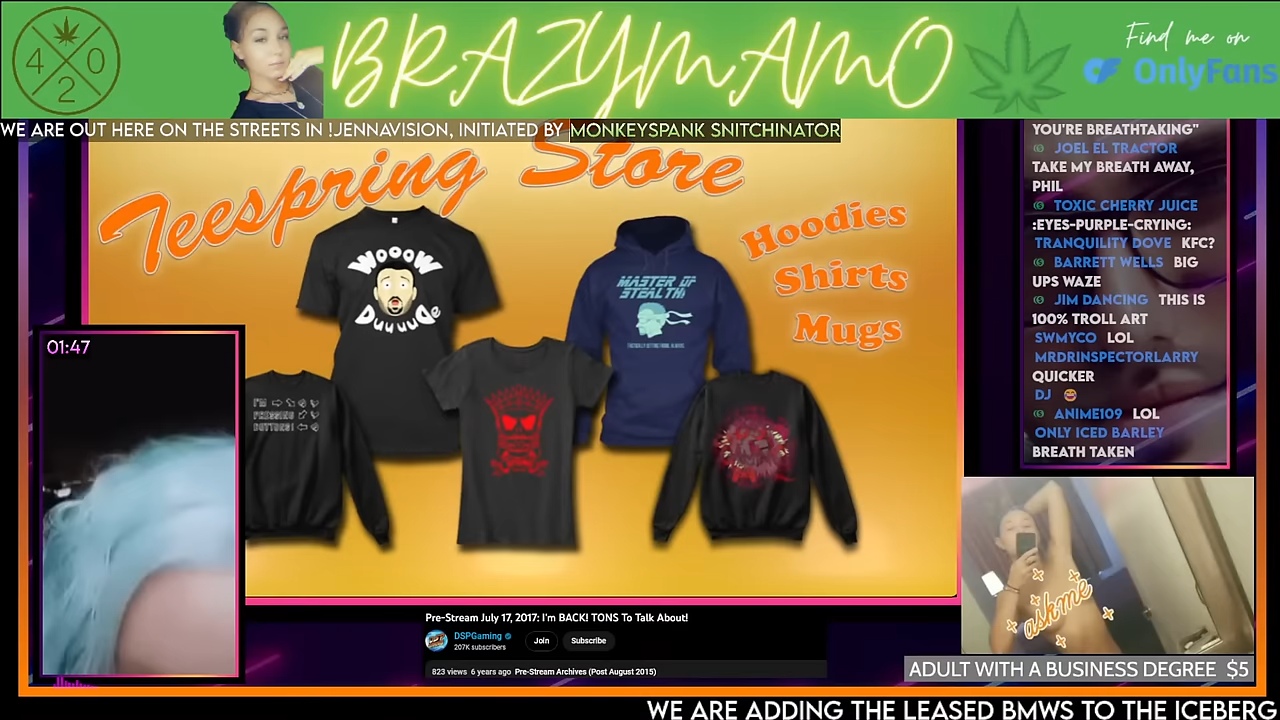 4 2 0
BRAZYMAMO
Find me on
OnlyFans
WE ARE OUT HERE ON THE STREETS IN !JENNAVISION, INITIATED BY MONKEYSPANK SNITCHINATOR
Teespring Store
Hoodies
Shirts
Mugs
WOOOW
DUUUUDE
MASTER OF
STEALTH
I'M
PRESSING
BUTTONS!
01:47
YOU'RE BREATHTAKING"
JOEL EL TRACTOR
TAKE MY BREATH AWAY,
PHIL
TOXIC CHERRY JUICE
:EYES-PURPLE-CRYING:
TRANQUILITY DOVE KFC?
BARRETT WELLS BIG
UPS WAZE
JIM DANCING THIS IS
100% TROLL ART
SWMYCO LOL
MRDRINSPECTORLARRY
QUICKER
DJ 😂
ANIME109 LOL
ONLY ICED BARLEY
BREATH TAKEN
ask me
ADULT WITH A BUSINESS DEGREE $5
Pre-Stream July 17, 2017: I'm BACK! TONS To Talk About!
DSPGaming
207K subscribers
Join
Subscribe
823 views 6 years ago Pre-Stream Archives (Post August 2015)
WE ARE ADDING THE LEASED BMWS TO THE ICEBERG